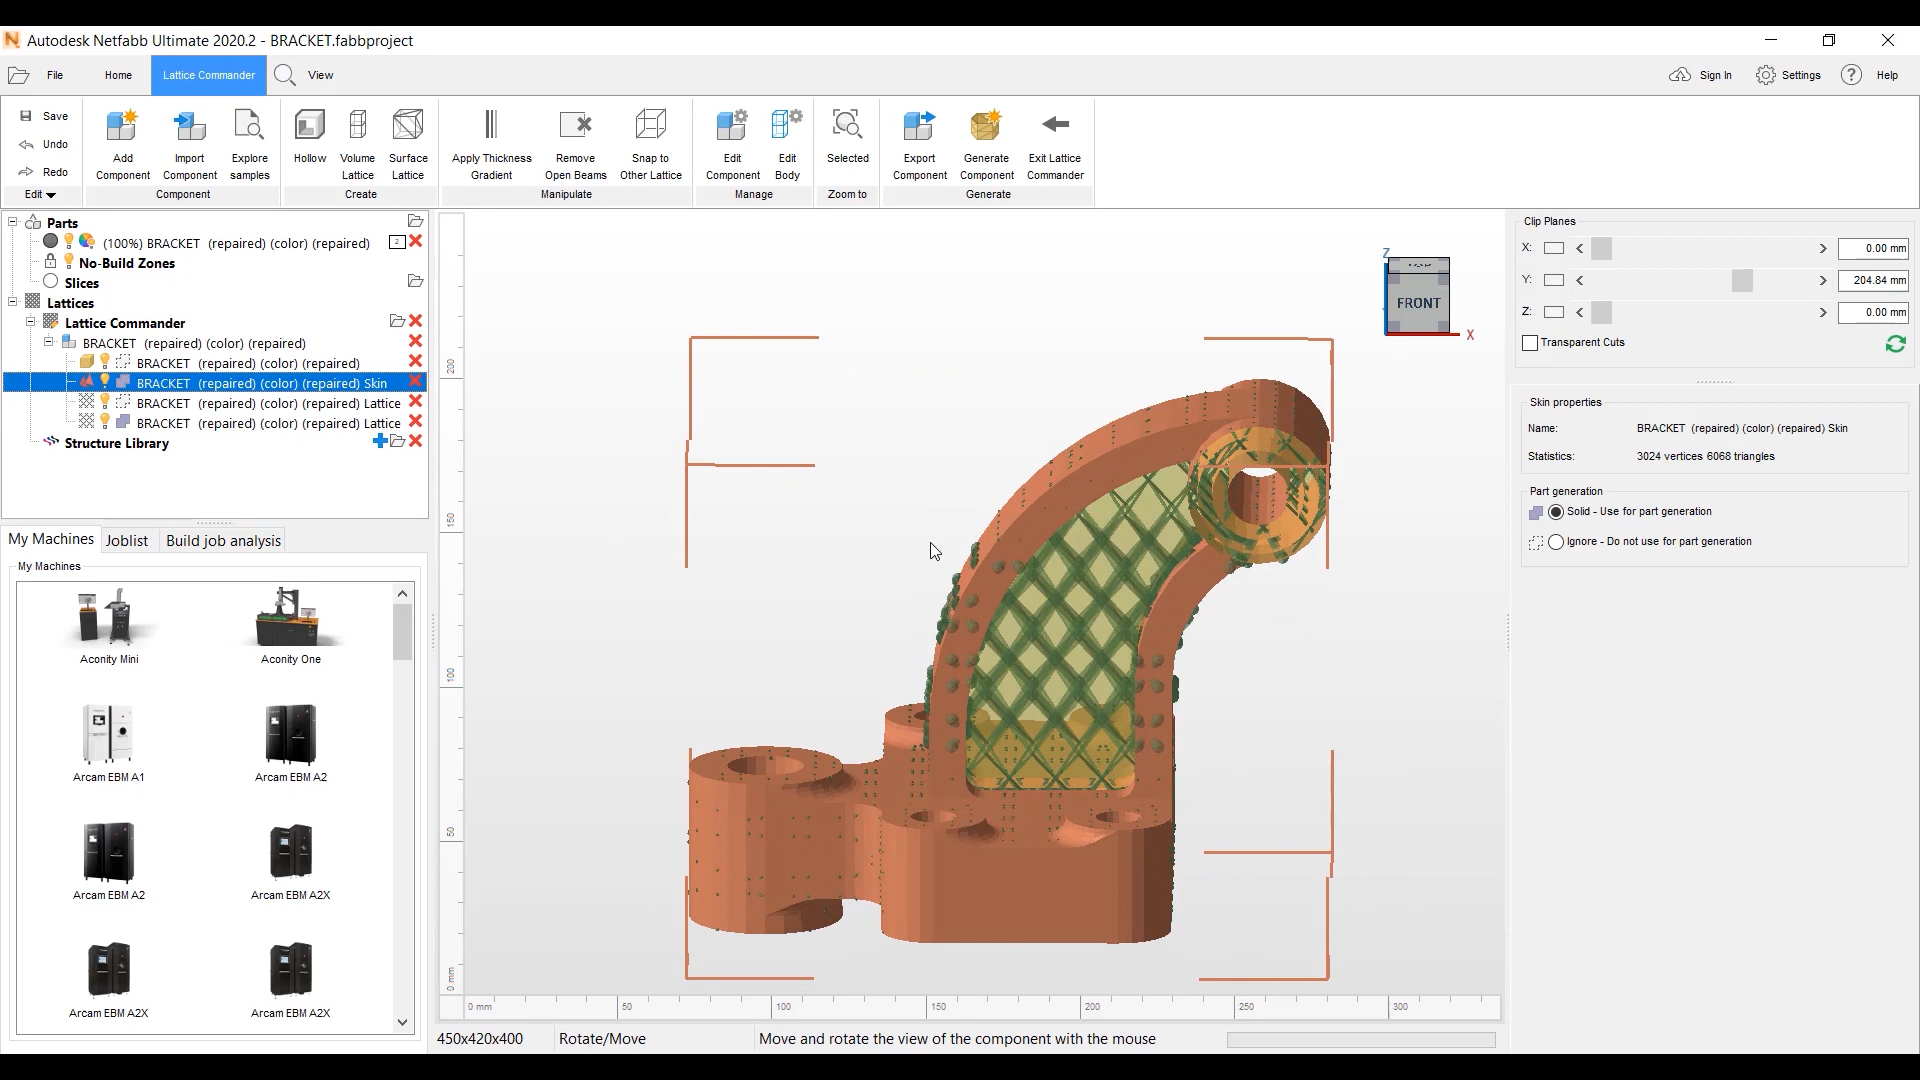 Autodesk Netfabb Ultimate 2020.2 - BRACKET.fabbproject
File Home Lattice Commander View Sign In Settings Help
Save
Undo
Redo
Edit
Add Component
Import Component
Explore samples
Component
Hollow
Volume Lattice
Surface Lattice
Create
Apply Thickness Gradient
Remove Open Beams
Snap to Other Lattice
Manipulate
Edit Component
Edit Body
Manage
Selected
Zoom to
Export Component
Generate Component
Exit Lattice Commander
Generate
Parts
(100%) BRACKET (repaired) (color) (repaired) 2
No-Build Zones
Slices
Lattices
Lattice Commander
BRACKET (repaired) (color) (repaired)
BRACKET (repaired) (color) (repaired)
BRACKET (repaired) (color) (repaired) Skin
BRACKET (repaired) (color) (repaired) Lattice
BRACKET (repaired) (color) (repaired) Lattice
Structure Library
My Machines Joblist Build job analysis
My Machines
Aconity Mini Aconity One
Arcam EBM A1 Arcam EBM A2
Arcam EBM A2 Arcam EBM A2X
Arcam EBM A2X Arcam EBM A2X
Z
FRONT
X
200
150
100
50
0 mm
0 mm 50 100 150 200 250 300
450x420x400 Rotate/Move Move and rotate the view of the component with the mouse
Clip Planes
X: 0.00 mm
Y: 204.84 mm
Z: 0.00 mm
Transparent Cuts
Skin properties
Name: BRACKET (repaired) (color) (repaired) Skin
Statistics: 3024 vertices 6068 triangles
Part generation
Solid - Use for part generation
Ignore - Do not use for part generation